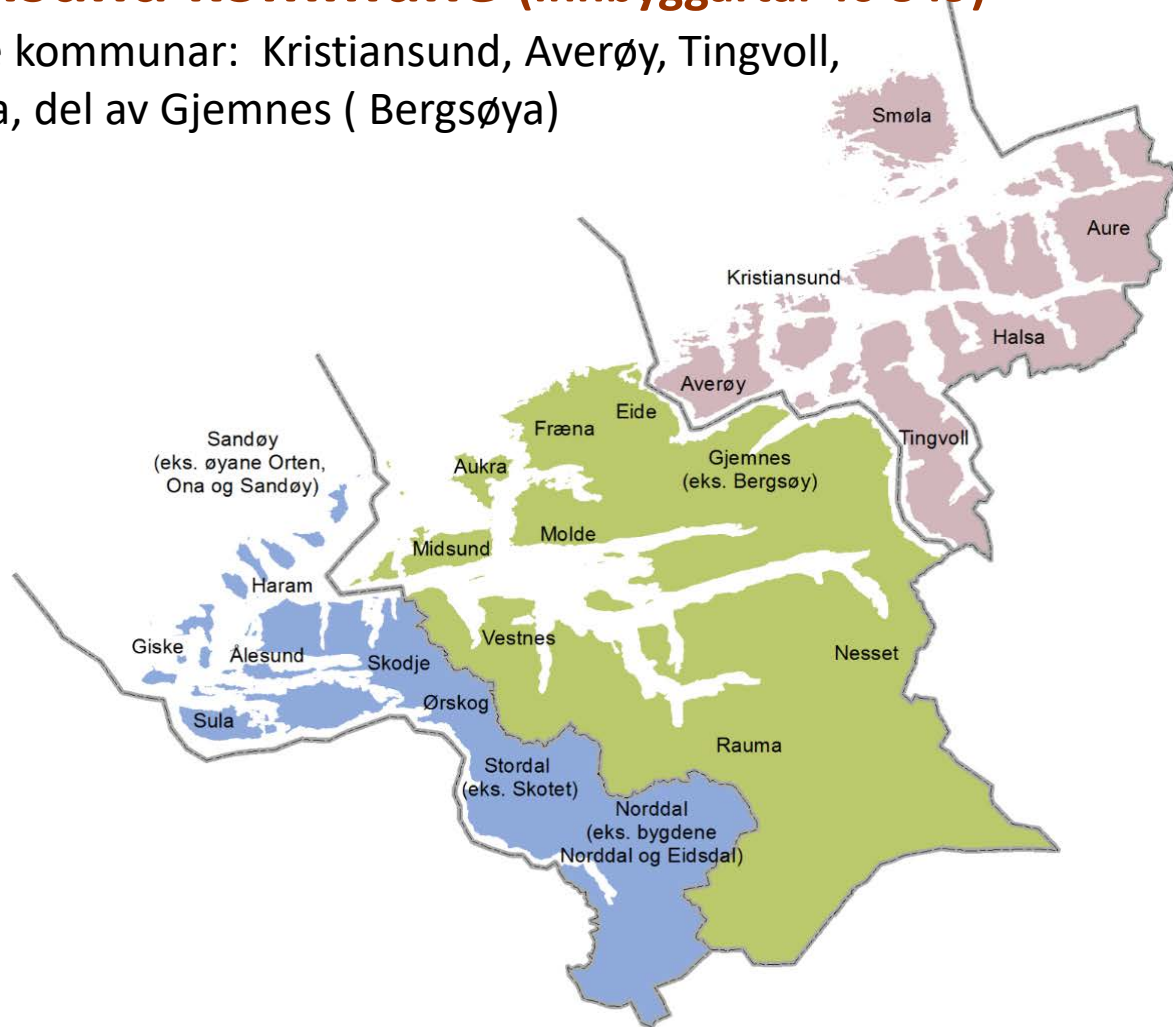 kommune
kommunar: Kristiansund, Averøy, Tingvoll,
del av Gjemnes ( Bergsøya)
Smøla
Aure
Kristiansund
Halsa
Averøy
Eide
Fræna
Tingvoll
Sandøy
(eks. øyane Orten,
Ona og Sandøy)
Aukra
Gjemnes
(eks. Bergsøy)
Molde
Midsund
Haram
Vestnes
Giske
Ålesund
Skodje
Nesset
Ørskog
Sula
Rauma
Stordal
(eks. Skotet)
Norddal
(eks. bygdene
Norddal og Eidsdal)